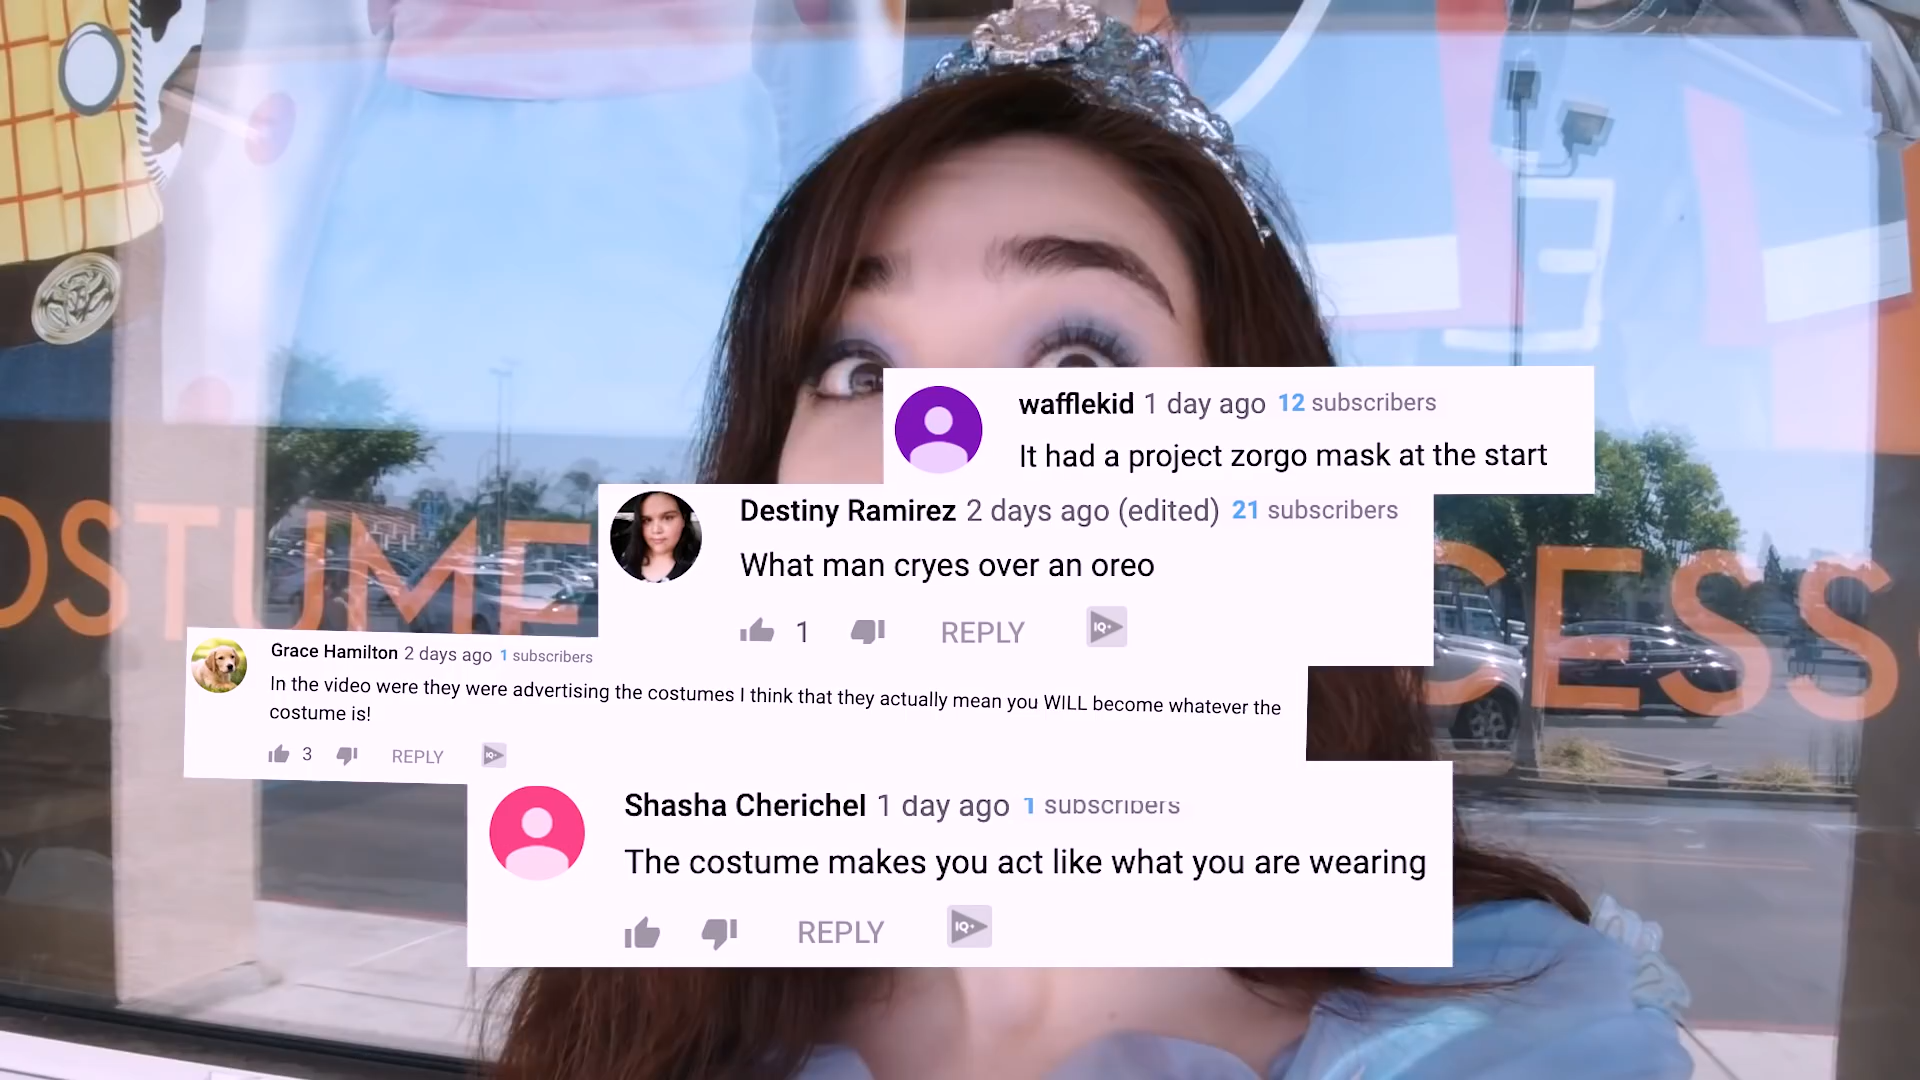 wafflekid 1 day ago 12 subscribers
It had a project zorgo mask at the start
Destiny Ramirez 2 days ago (edited) 21 subscribers
What man cryes over an oreo
1 REPLY IQ+
Grace Hamilton 2 days ago 1 subscribers
In the video were they were advertising the costumes I think that they actually mean you WILL become whatever the
costume is!
3 REPLY IQ+
Shasha Cherichel 1 day ago 1 subscribers
The costume makes you act like what you are wearing
REPLY IQ+
OSTUME CESS